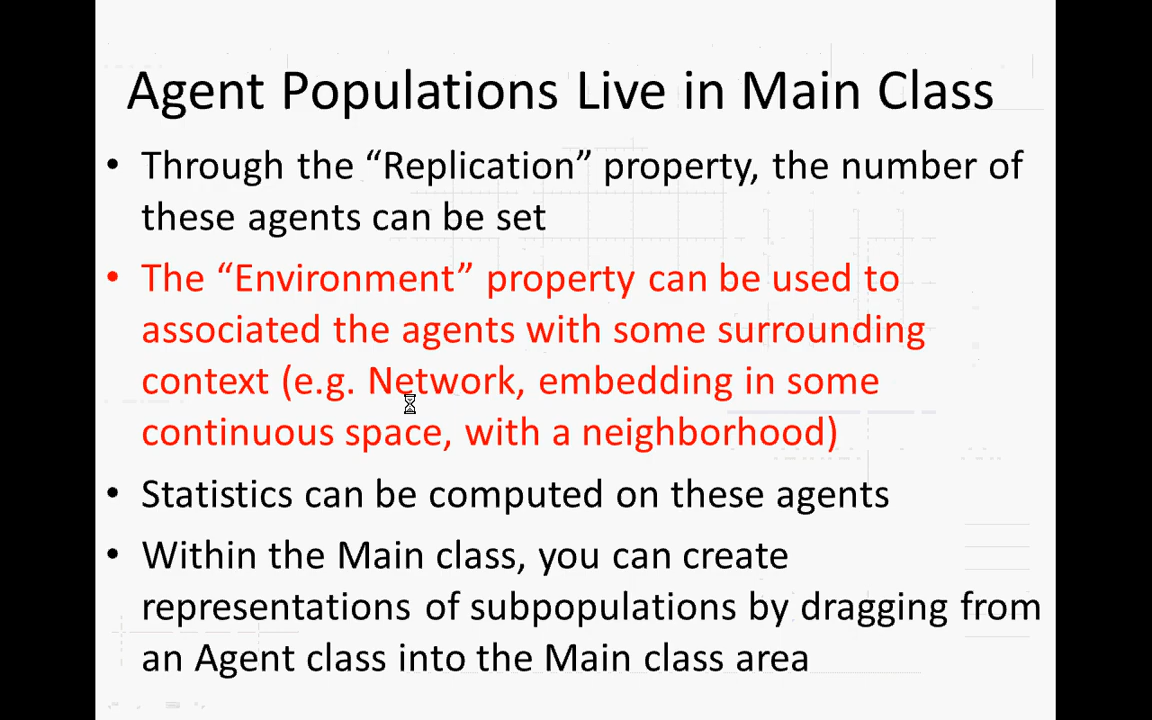 Agent Populations Live in Main Class
• Through the “Replication” property, the number of
these agents can be set
• The “Environment” property can be used to
associated the agents with some surrounding
context (e.g. Network, embedding in some
continuous space, with a neighborhood)
• Statistics can be computed on these agents
• Within the Main class, you can create
representations of subpopulations by dragging from
an Agent class into the Main class area